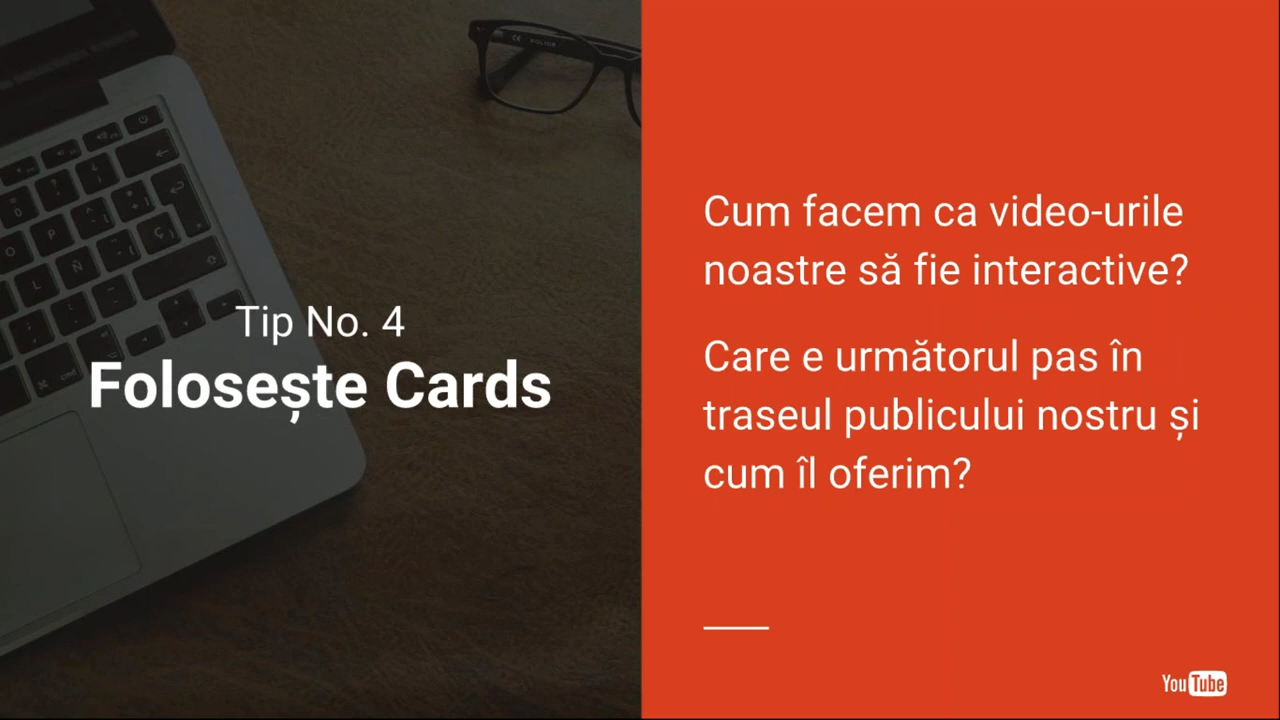 Tip No. 4
Folosește Cards
Cum facem ca video-urile
noastre să fie interactive?
Care e următorul pas în
traseul publicului nostru și
cum îl oferim?
YouTube